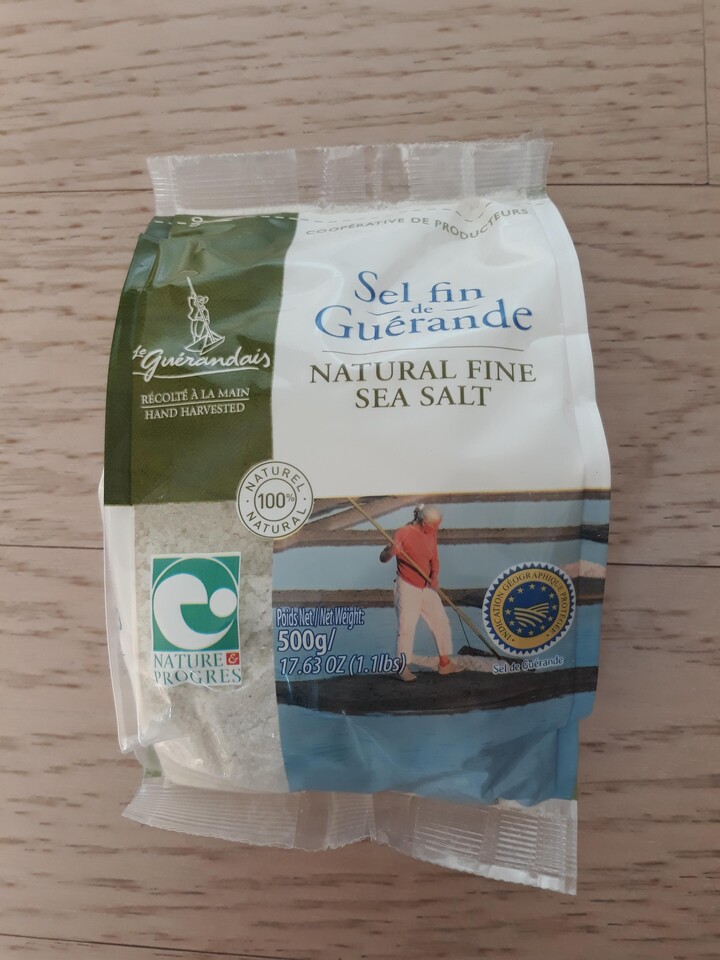 COOPÉRATIVE DE PRODUCTEURS
Sel fin
de
Guérande
NATURAL FINE
SEA SALT
Le Guérandais
RÉCOLTÉ À LA MAIN
HAND HARVESTED
NATUREL
100%
NATURAL
NATURE &
PROGRES
Poids Net / Net Weight:
500g/
17.63 OZ (1.1lbs)
INDICATION GÉOGRAPHIQUE PROTÉGÉE
Sel de Guérande